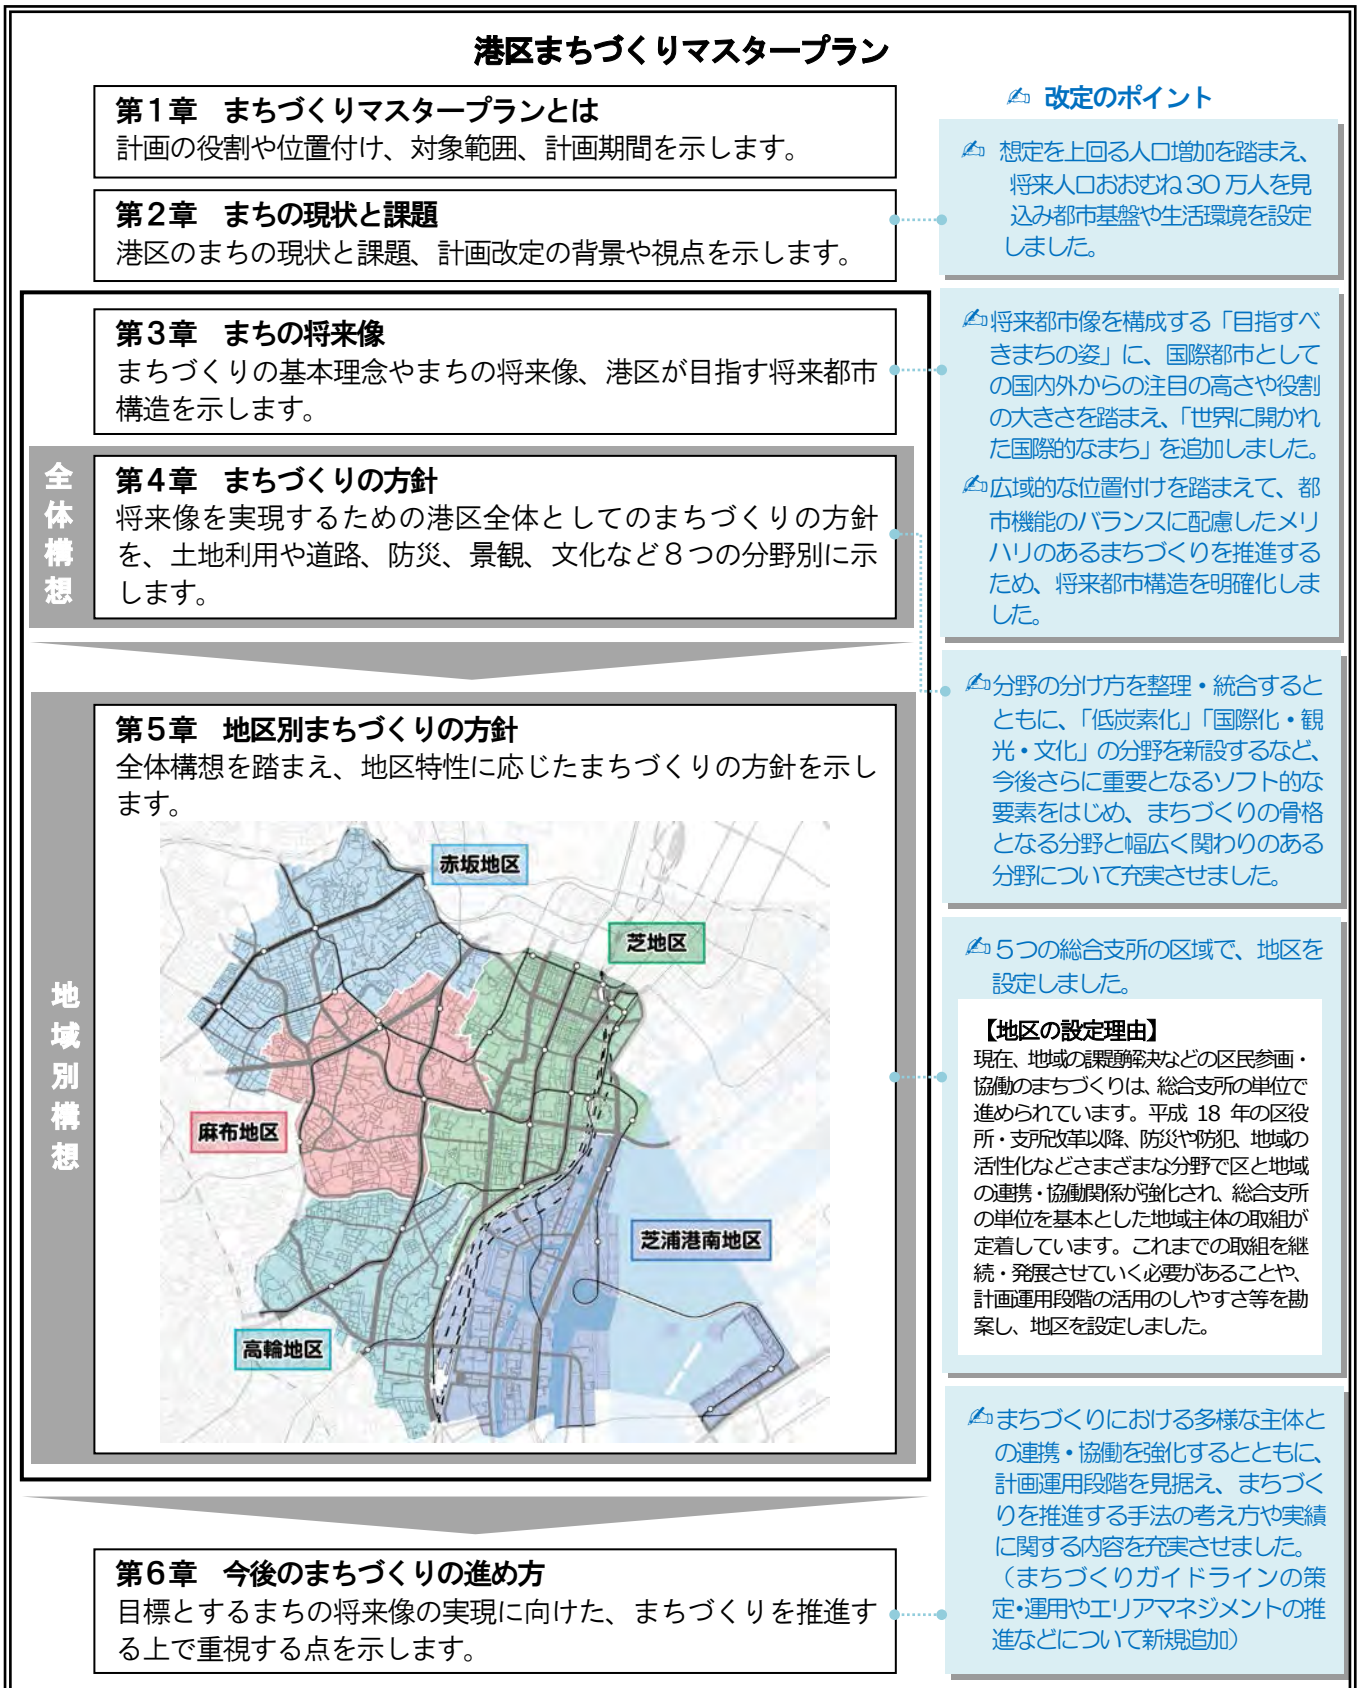 港区まちづくりマスタープラン
第1章　まちづくりマスタープランとは
計画の役割や位置付け、対象範囲、計画期間を示します。
第2章　まちの現状と課題
港区のまちの現状と課題、計画改定の背景や視点を示します。
第3章　まちの将来像
まちづくりの基本理念やまちの将来像、港区が目指す将来都市
構造を示します。
全体構想
第4章　まちづくりの方針
将来像を実現するための港区全体としてのまちづくりの方針
を、土地利用や道路、防災、景観、文化など８つの分野別に示
します。
地域別構想
第5章　地区別まちづくりの方針
全体構想を踏まえ、地区特性に応じたまちづくりの方針を示し
ます。
赤坂地区
芝地区
麻布地区
芝浦港南地区
高輪地区
第6章　今後のまちづくりの進め方
目標とするまちの将来像の実現に向けた、まちづくりを推進す
る上で重視する点を示します。
✍ 改定のポイント
✍ 想定を上回る人口増加を踏まえ、
将来人口おおむね 30 万人を見
込み都市基盤や生活環境を設定
しました。
✍将来都市像を構成する「目指すべ
きまちの姿」に、国際都市として
の国内外からの注目の高さや役割
の大きさを踏まえ、「世界に開かれ
た国際的なまち」を追加しました。
✍広域的な位置付けを踏まえて、都
市機能のバランスに配慮したメリ
ハリのあるまちづくりを推進する
ため、将来都市構造を明確化しま
した。
✍分野の分け方を整理・統合すると
ともに、「低炭素化」「国際化・観
光・文化」の分野を新設するなど、
今後さらに重要となるソフト的な
要素をはじめ、まちづくりの骨格
となる分野と幅広く関わりのある
分野について充実させました。
✍５つの総合支所の区域で、地区を
設定しました。
【地区の設定理由】
現在、地域の課題解決などの区民参画・
協働のまちづくりは、総合支所の単位で
進められています。平成 18 年の区役
所・支所改革以降、防災や防犯、地域の
活性化などさまざまな分野で区と地域
の連携・協働関係が強化され、総合支所
の単位を基本とした地域主体の取組が
定着しています。これまでの取組を継
続・発展させていく必要があることや、
計画運用段階の活用のしやすさ等を勘
案し、地区を設定しました。
✍まちづくりにおける多様な主体と
の連携・協働を強化するとともに、
計画運用段階を見据え、まちづく
りを推進する手法の考え方や実績
に関する内容を充実させました。
（まちづくりガイドラインの策
定・運用やエリアマネジメントの推
進などについて新規追加）